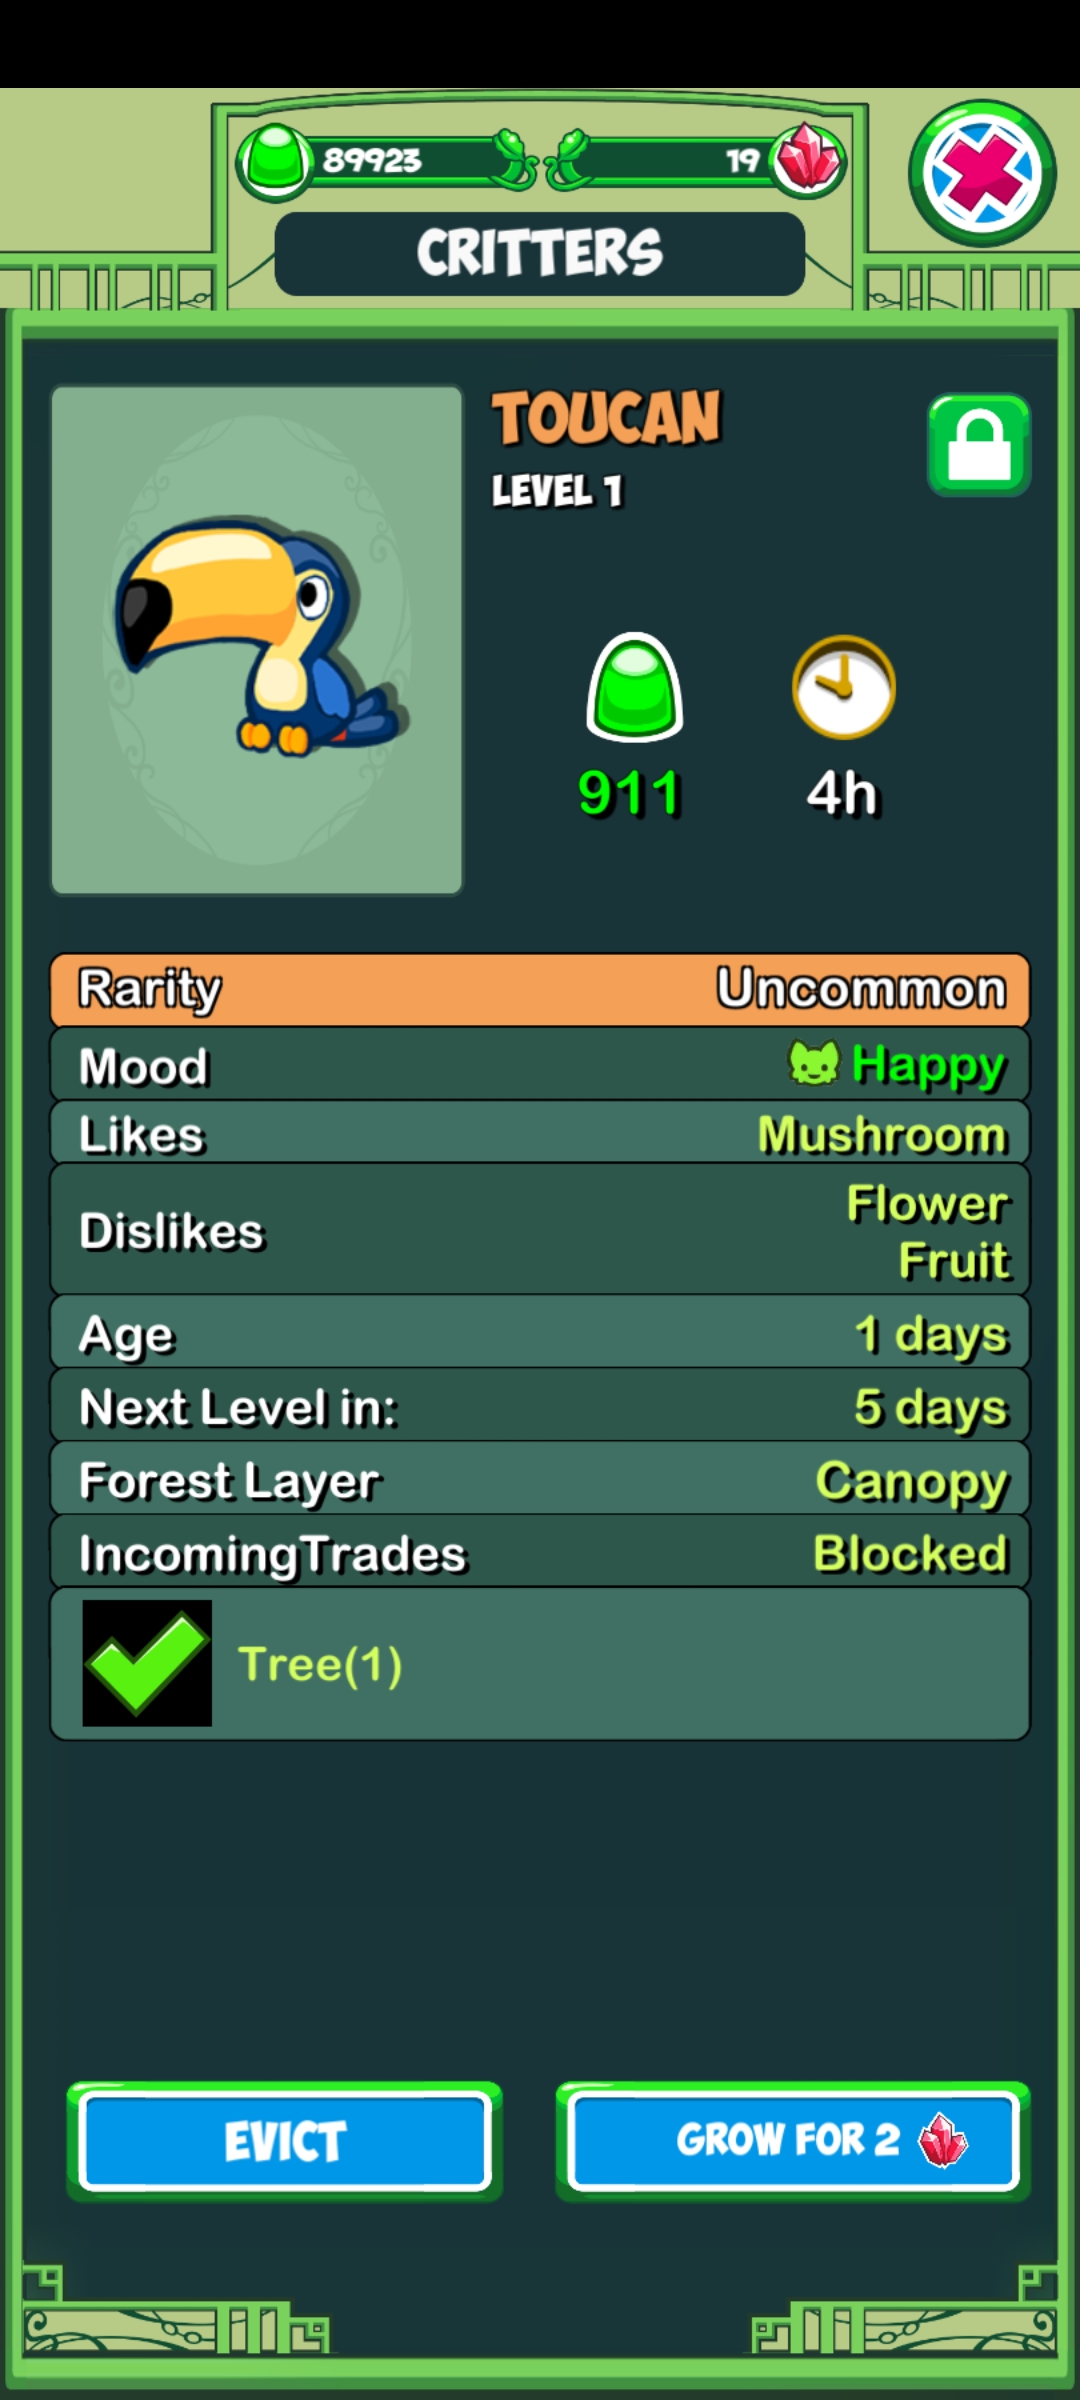 89923
19
CRITTERS
TOUCAN
LEVEL 1
911
4h
Rarity Uncommon
Mood Happy
Likes Mushroom
Dislikes Flower
Fruit
Age 1 days
Next Level in: 5 days
Forest Layer Canopy
IncomingTrades Blocked
Tree(1)
EVICT
GROW FOR 2